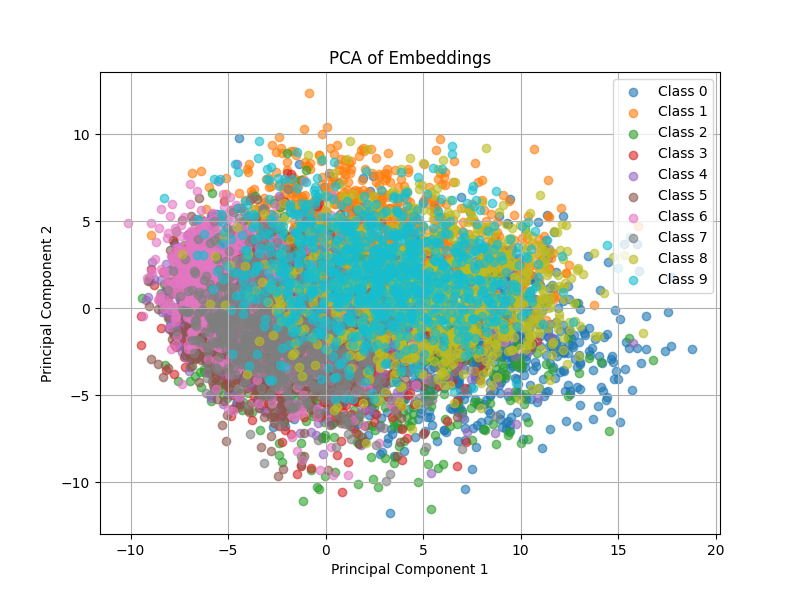 PCA of Embeddings
Class 0
Class 1
Class 2
Class 3
Class 4
Class 5
Class 6
Class 7
Class 8
Class 9
10
5
0
−5
−10
Principal Component 2
−10 −5 0 5 10 15 20
Principal Component 1